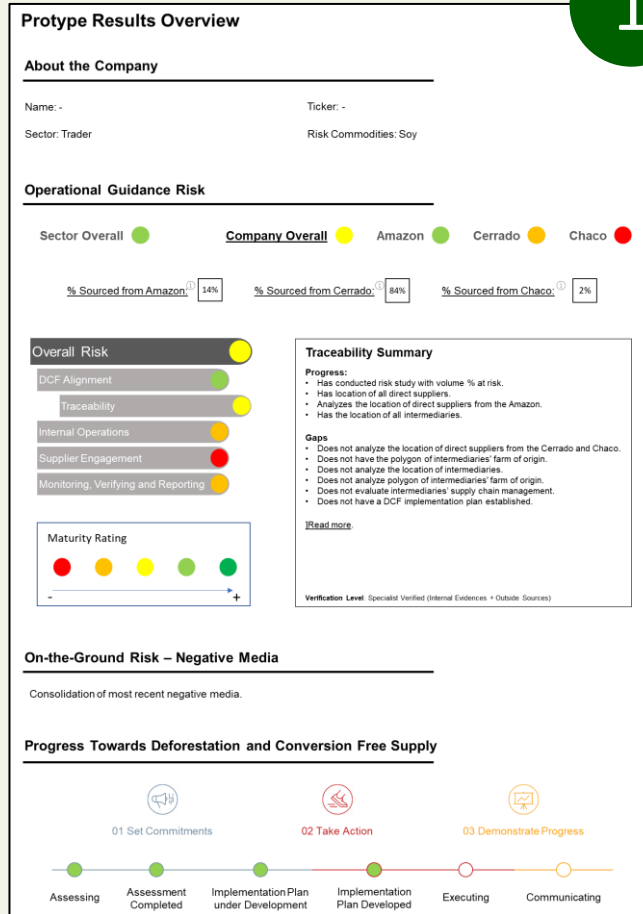 1
Protype Results Overview
About the Company
Name: - Ticker: -
Sector: Trader Risk Commodities: Soy
Operational Guidance Risk
Sector Overall Company Overall Amazon Cerrado Chaco
% Sourced from Amazon: 14% % Sourced from Cerrado: 84% % Sourced from Chaco: 2%
Overall Risk
DCF Alignment
Traceability
Internal Operations
Supplier Engagement
Monitoring, Verifying and Reporting
Maturity Rating
- +
Traceability Summary
Progress:
• Has conducted risk study with volume % at risk.
• Has location of all direct suppliers.
• Analyzes the location of direct suppliers from the Amazon.
• Has the location of all intermediaries.
Gaps
• Does not analyze the location of direct suppliers from the Cerrado and Chaco.
• Does not have the polygon of intermediaries' farm of origin.
• Does not analyze the location of intermediaries.
• Does not analyze polygon of intermediaries' farm of origin.
• Does not evaluate intermediaries' supply chain management.
• Does not have a DCF implementation plan established.
]Read more.
Verification Level: Specialist Verified (Internal Evidences + Outside Sources)
On-the-Ground Risk – Negative Media
Consolidation of most recent negative media.
Progress Towards Deforestation and Conversion Free Supply
01 Set Commitments 02 Take Action 03 Demonstrate Progress
Assessing
Assessment
Completed
Implementation Plan
under Development
Implementation
Plan Developed
Executing
Communicating